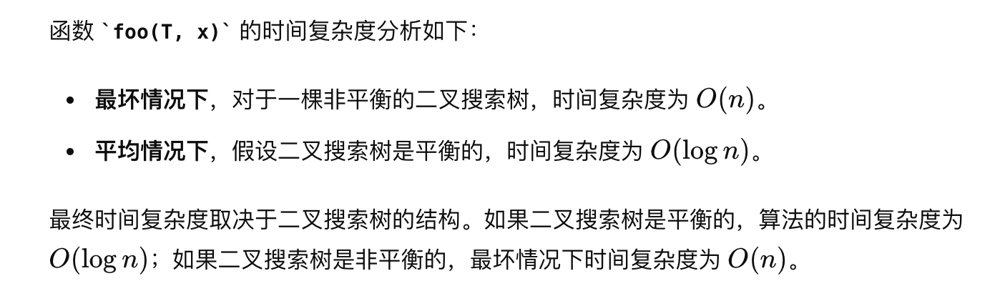 函数 `foo(T, x)` 的时间复杂度分析如下：
• 最坏情况下，对于一棵非平衡的二叉搜索树，时间复杂度为 O(n)。
• 平均情况下，假设二叉搜索树是平衡的，时间复杂度为 O(log n)。
最终时间复杂度取决于二叉搜索树的结构。如果二叉搜索树是平衡的，算法的时间复杂度为
O(log n)；如果二叉搜索树是非平衡的，最坏情况下时间复杂度为 O(n)。